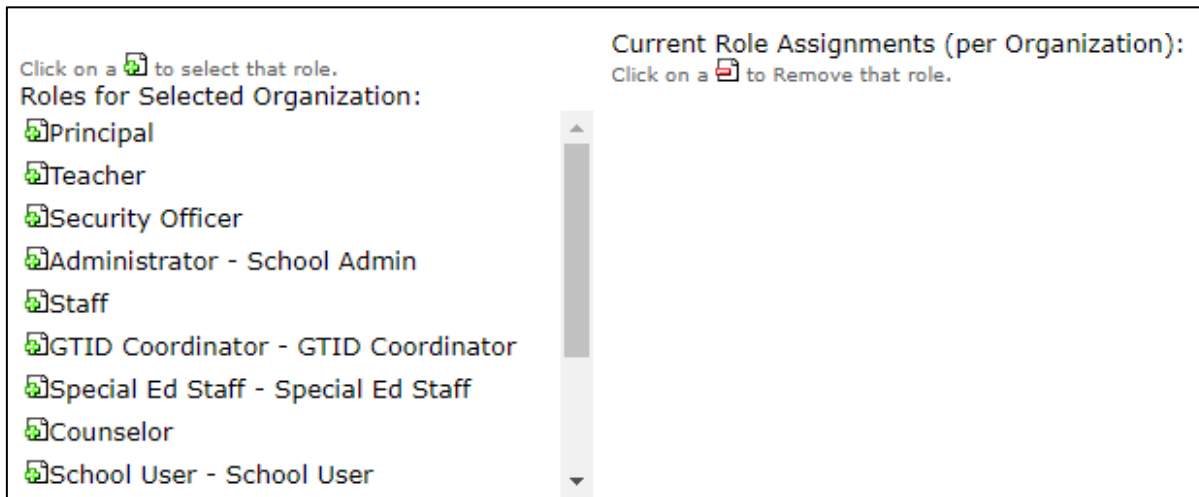 Click on a to select that role.
Roles for Selected Organization:
Principal
Teacher
Security Officer
Administrator - School Admin
Staff
GTID Coordinator - GTID Coordinator
Special Ed Staff - Special Ed Staff
Counselor
School User - School User
Current Role Assignments (per Organization):
Click on a to Remove that role.